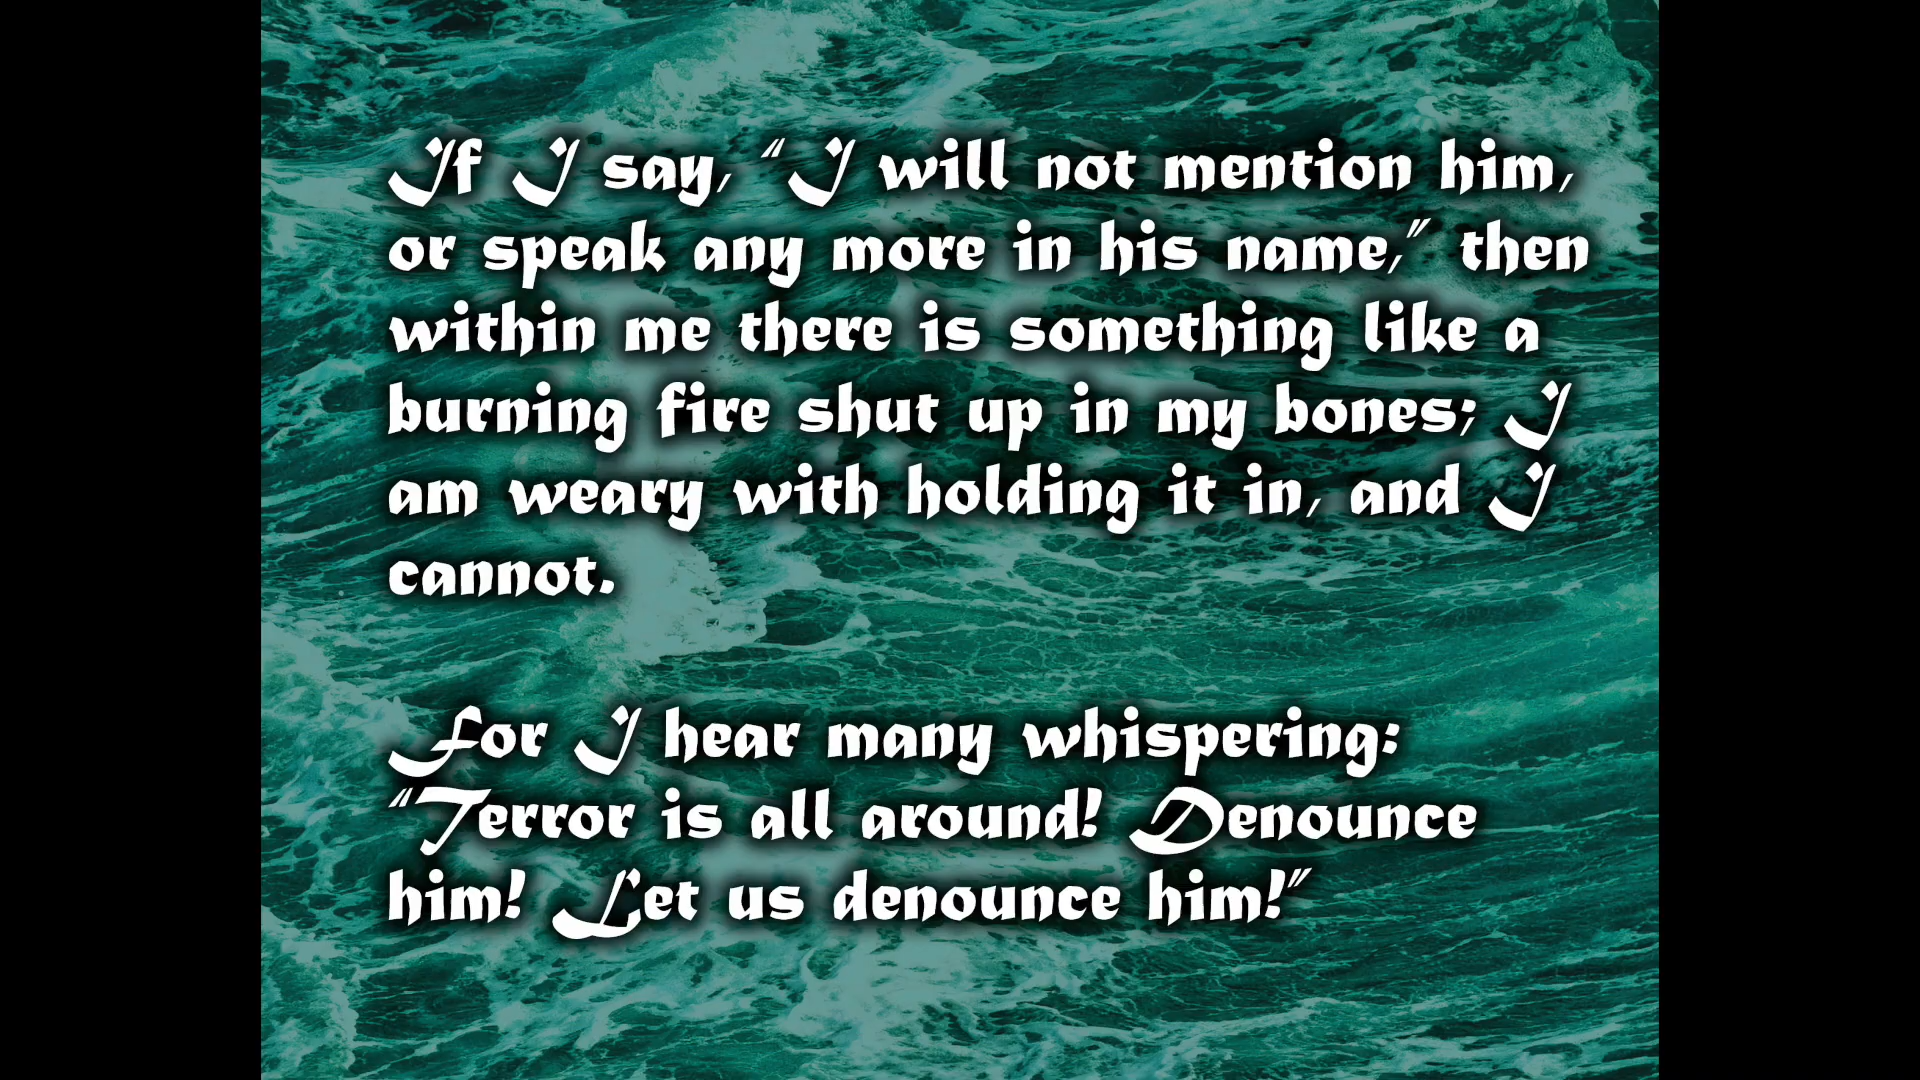 If I say, “I will not mention him,
or speak any more in his name,” then
within me there is something like a
burning fire shut up in my bones; I
am weary with holding it in, and I
cannot.
For I hear many whispering:
“Terror is all around! Denounce
him! Let us denounce him!”